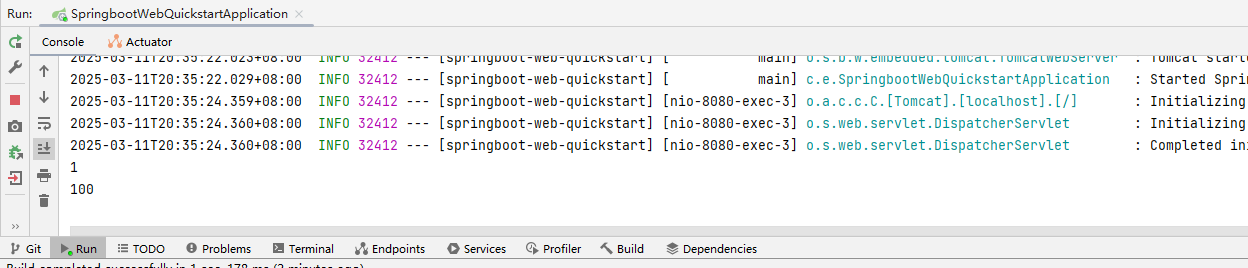 Run: SpringbootWebQuickstartApplication
Console Actuator
2025-03-11T20:35:22.023+08:00 INFO 32412 --- [springboot-web-quickstart] [ main] o.s.b.w.embedded.tomcat.TomcatWebServer : Tomcat start
2025-03-11T20:35:22.029+08:00 INFO 32412 --- [springboot-web-quickstart] [ main] c.e.SpringbootWebQuickstartApplication : Started Spri
2025-03-11T20:35:24.359+08:00 INFO 32412 --- [springboot-web-quickstart] [nio-8080-exec-3] o.a.c.c.C.[Tomcat].[localhost].[/] : Initializing
2025-03-11T20:35:24.360+08:00 INFO 32412 --- [springboot-web-quickstart] [nio-8080-exec-3] o.s.web.servlet.DispatcherServlet : Initializing
2025-03-11T20:35:24.360+08:00 INFO 32412 --- [springboot-web-quickstart] [nio-8080-exec-3] o.s.web.servlet.DispatcherServlet : Completed ini
1
100
Git Run TODO Problems Terminal Endpoints Services Profiler Build Dependencies
Build completed successfully in 1 sec, 178 ms (2 minutes ago)